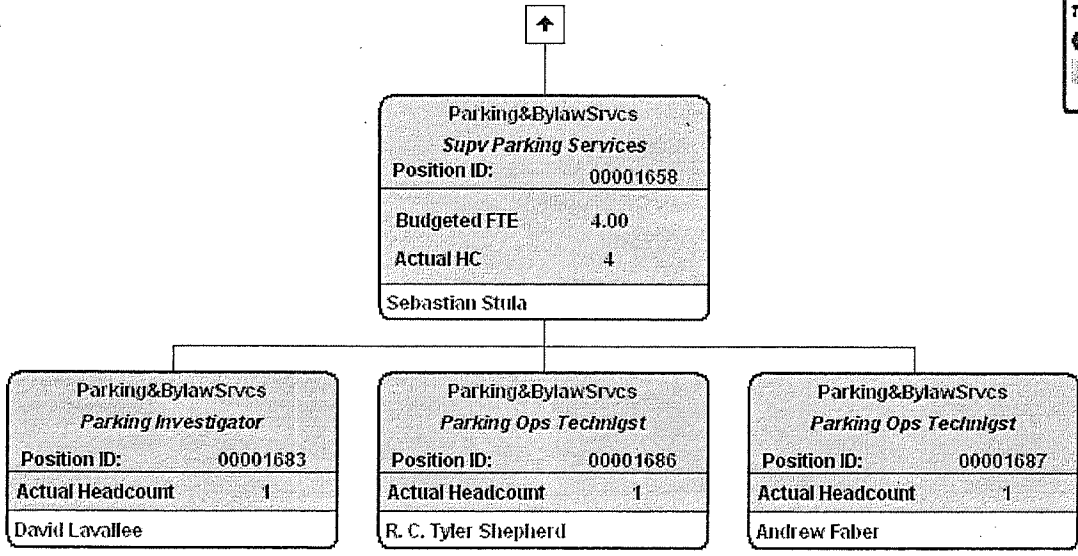 Parking&BylawSrvcs
Supv Parking Services
Position ID: 00001658
Budgeted FTE 4.00
Actual HC 4
Sebastian Stula
Parking&BylawSrvcs
Parking Investigator
Position ID: 00001683
Actual Headcount 1
David Lavallee
Parking&BylawSrvcs
Parking Ops Technlgst
Position ID: 00001686
Actual Headcount 1
R. C. Tyler Shepherd
Parking&BylawSrvcs
Parking Ops Technlgst
Position ID: 00001687
Actual Headcount 1
Andrew Faber